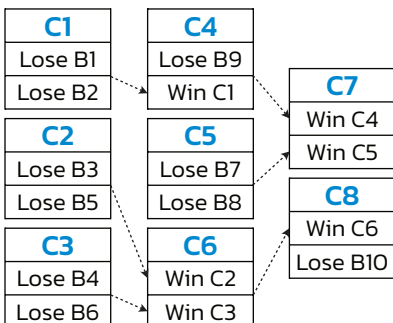 C1
Lose B1
Lose B2
C2
Lose B3
Lose B5
C3
Lose B4
Lose B6
C4
Lose B9
Win C1
C5
Lose B7
Lose B8
C6
Win C2
Win C3
C7
Win C4
Win C5
C8
Win C6
Lose B10